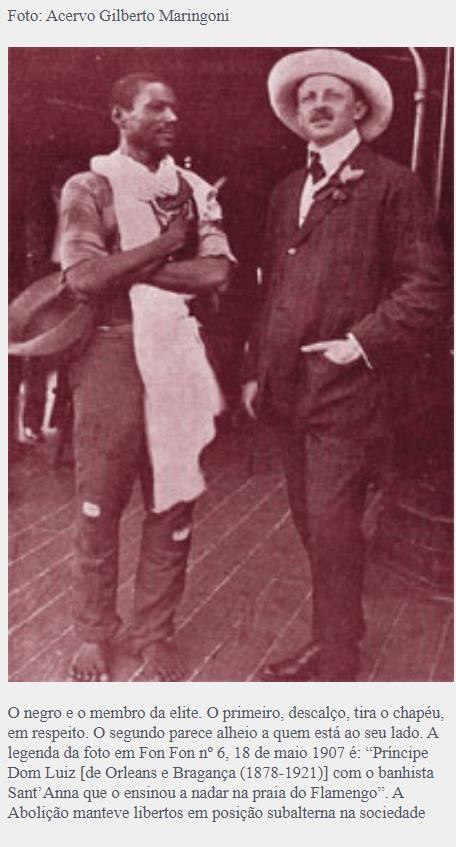 Foto: Acervo Gilberto Maringoni
O negro e o membro da elite. O primeiro, descalço, tira o chapéu,
em respeito. O segundo parece alheio a quem está ao seu lado. A
legenda da foto em Fon Fon nº 6, 18 de maio 1907 é: “Príncipe
Dom Luiz [de Orleans e Bragança (1878-1921)] com o banhista
Sant’Anna que o ensinou a nadar na praia do Flamengo”. A
Abolição manteve libertos em posição subalterna na sociedade